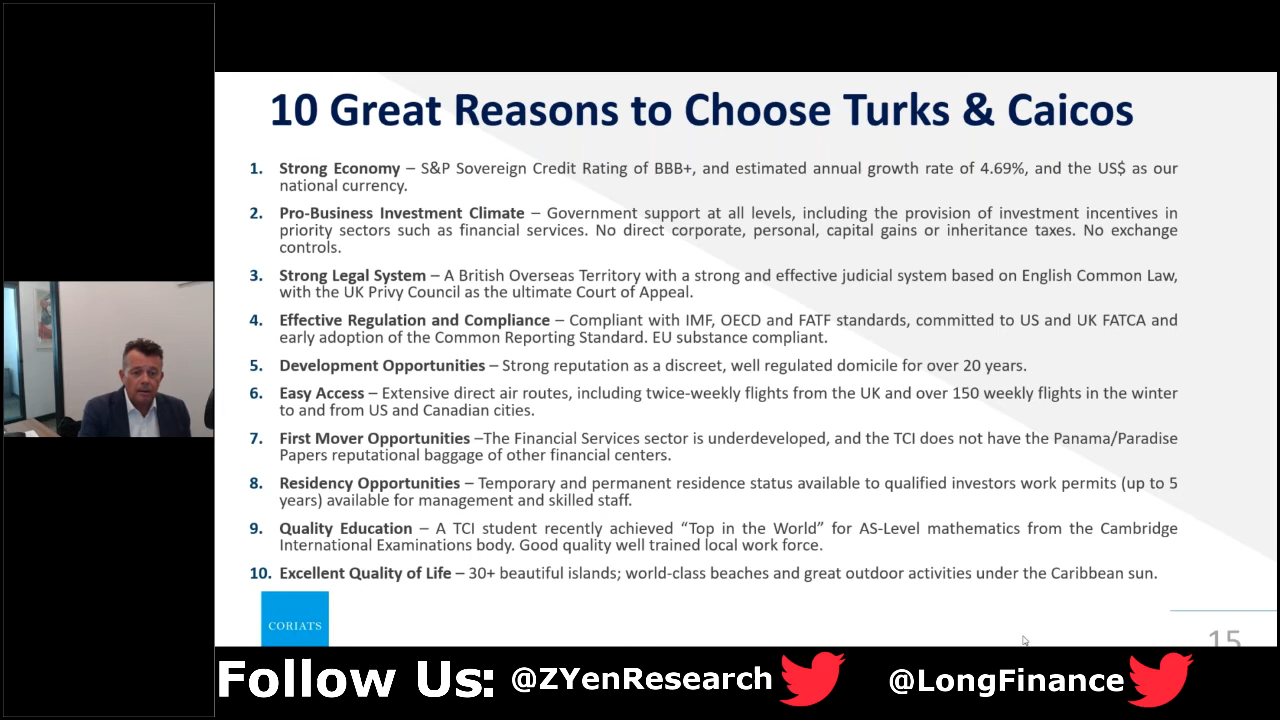 10 Great Reasons to Choose Turks & Caicos
1. Strong Economy – S&P Sovereign Credit Rating of BBB+, and estimated annual growth rate of 4.69%, and the US$ as our
national currency.
2. Pro-Business Investment Climate – Government support at all levels, including the provision of investment incentives in
priority sectors such as financial services. No direct corporate, personal, capital gains or inheritance taxes. No exchange
controls.
3. Strong Legal System – A British Overseas Territory with a strong and effective judicial system based on English Common Law,
with the UK Privy Council as the ultimate Court of Appeal.
4. Effective Regulation and Compliance – Compliant with IMF, OECD and FATF standards, committed to US and UK FATCA and
early adoption of the Common Reporting Standard. EU substance compliant.
5. Development Opportunities – Strong reputation as a discreet, well regulated domicile for over 20 years.
6. Easy Access – Extensive direct air routes, including twice-weekly flights from the UK and over 150 weekly flights in the winter
to and from US and Canadian cities.
7. First Mover Opportunities –The Financial Services sector is underdeveloped, and the TCI does not have the Panama/Paradise
Papers reputational baggage of other financial centers.
8. Residency Opportunities – Temporary and permanent residence status available to qualified investors work permits (up to 5
years) available for management and skilled staff.
9. Quality Education – A TCI student recently achieved “Top in the World” for AS-Level mathematics from the Cambridge
International Examinations body. Good quality well trained local work force.
10. Excellent Quality of Life – 30+ beautiful islands; world-class beaches and great outdoor activities under the Caribbean sun.
CORIATS
15
Follow Us: @ZYenResearch @LongFinance